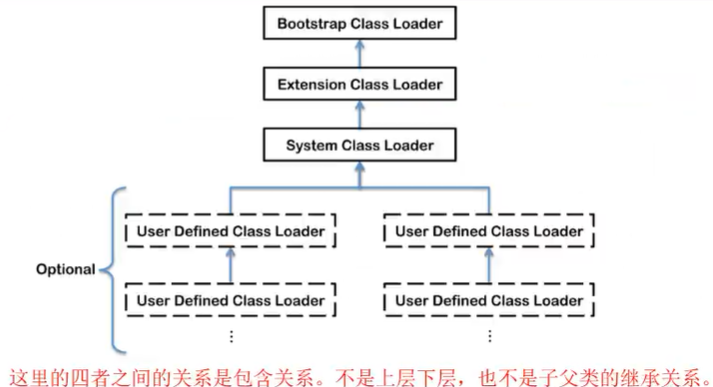 Bootstrap Class Loader
Extension Class Loader
System Class Loader
User Defined Class Loader
User Defined Class Loader
Optional
User Defined Class Loader
User Defined Class Loader
这里的四者之间的关系是包含关系。不是上层下层，也不是子父类的继承关系。